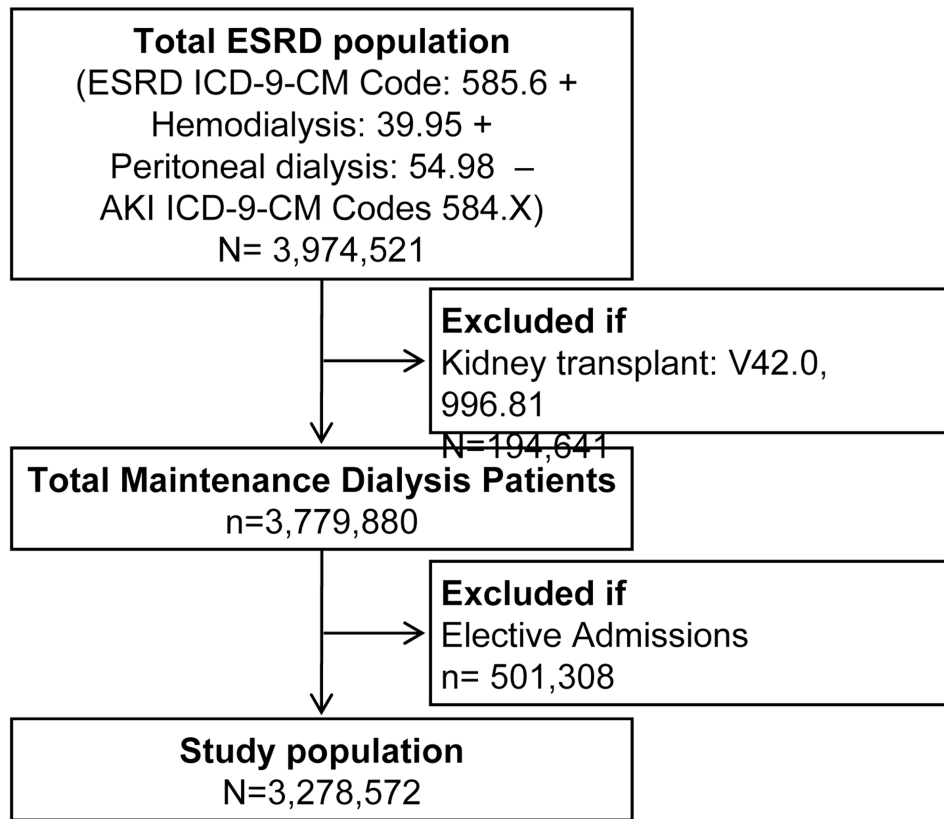 Total ESRD population
(ESRD ICD-9-CM Code: 585.6 +
Hemodialysis: 39.95 +
Peritoneal dialysis: 54.98 –
AKI ICD-9-CM Codes 584.X)
N= 3,974,521
Excluded if
Kidney transplant: V42.0,
996.81
N=194,641
Total Maintenance Dialysis Patients
n=3,779,880
Excluded if
Elective Admissions
n= 501,308
Study population
N=3,278,572